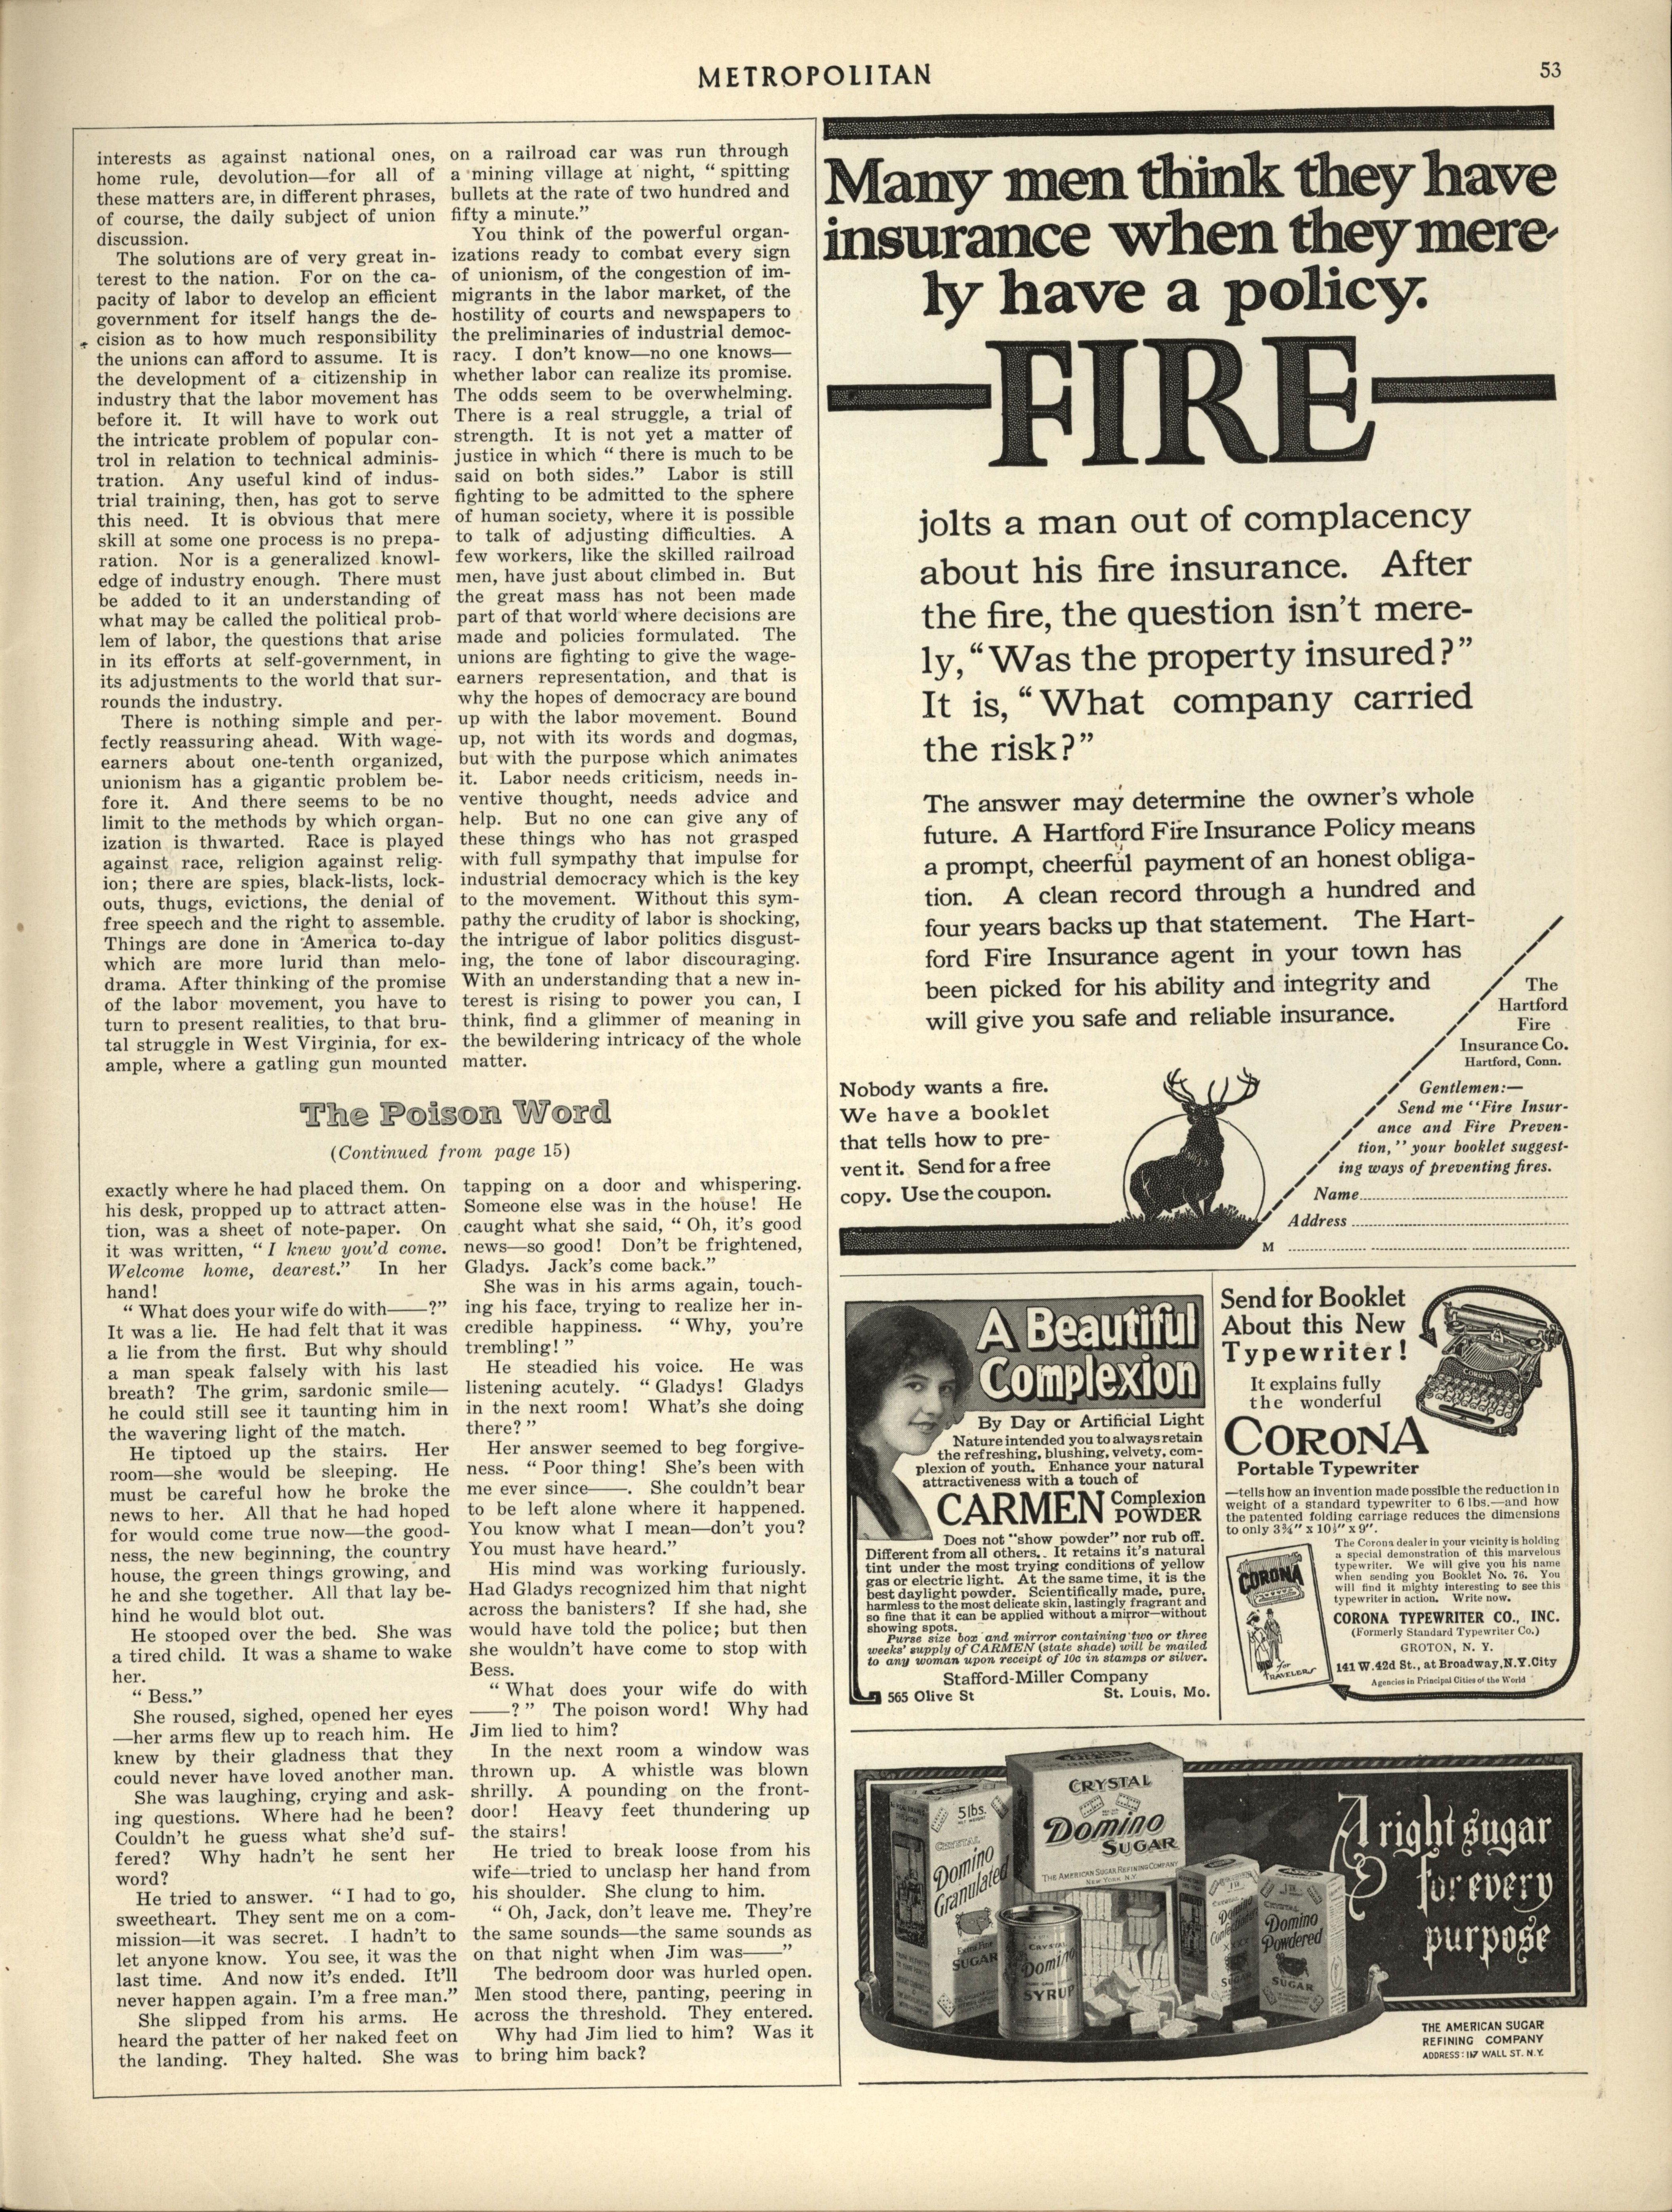 METROPOLITAN
53
interests as against national ones,
home rule, devolution—for all of
these matters are, in different phrases,
of course, the daily subject of union
discussion.
The solutions are of very great in-
terest to the nation. For on the ca-
pacity of labor to develop an efficient
government for itself hangs the de-
cision as to how much responsibility
the unions can afford to assume. It is
the development of a citizenship in
industry that the labor movement has
before it. It will have to work out
the intricate problem of popular con-
trol in relation to technical adminis-
tration. Any useful kind of indus-
trial training, then, has got to serve
this need. It is obvious that mere
skill at some one process is no prepa-
ration. Nor is a generalized knowl-
edge of industry enough. There must
be added to it an understanding of
what may be called the political prob-
lem of labor, the questions that arise
in its efforts at self-government, in
its adjustments to the world that sur-
rounds the industry.
There is nothing simple and per-
fectly reassuring ahead. With wage-
earners about one-tenth organized,
unionism has a gigantic problem be-
fore it. And there seems to be no
limit to the methods by which organ-
ization is thwarted. Race is played
against race, religion against relig-
ion; there are spies, black-lists, lock-
outs, thugs, evictions, the denial of
free speech and the right to assemble.
Things are done in America to-day
which are more lurid than melo-
drama. After thinking of the promise
of the labor movement, you have to
turn to present realities, to that bru-
tal struggle in West Virginia, for ex-
ample, where a gatling gun mounted
on a railroad car was run through
a mining village at night, “ spitting
bullets at the rate of two hundred and
fifty a minute.”
You think of the powerful organ-
izations ready to combat every sign
of unionism, of the congestion of im-
migrants in the labor market, of the
hostility of courts and newspapers to
the preliminaries of industrial democ-
racy. I don't know—no one knows—
whether labor can realize its promise.
The odds seem to be overwhelming.
There is a real struggle, a trial of
strength. It is not yet a matter of
justice in which “ there is much to be
said on both sides.” Labor is still
fighting to be admitted to the sphere
of human society, where it is possible
to talk of adjusting difficulties. A
few workers, like the skilled railroad
men, have just about climbed in. But
the great mass has not been made
part of that world where decisions are
made and policies formulated. The
unions are fighting to give the wage-
earners representation, and that is
why the hopes of democracy are bound
up with the labor movement. Bound
up, not with its words and dogmas,
but with the purpose which animates
it. Labor needs criticism, needs in-
ventive thought, needs advice and
help. But no one can give any of
these things who has not grasped
with full sympathy that impulse for
industrial democracy which is the key
to the movement. Without this sym-
pathy the crudity of labor is shocking,
the intrigue of labor politics disgust-
ing, the tone of labor discouraging.
With an understanding that a new in-
terest is rising to power you can, I
think, find a glimmer of meaning in
the bewildering intricacy of the whole
matter.
The Poison Word
(Continued from page 15)
exactly where he had placed them. On
his desk, propped up to attract atten-
tion, was a sheet of note-paper. On
it was written, “ I knew you'd come.
Welcome home, dearest.” In her
hand!
“ What does your wife do with——?”
It was a lie. He had felt that it was
a lie from the first. But why should
a man speak falsely with his last
breath? The grim, sardonic smile—
he could still see it taunting him in
the wavering light of the match.
He tiptoed up the stairs. Her
room—she would be sleeping. He
must be careful how he broke the
news to her. All that he had hoped
for would come true now—the good-
ness, the new beginning, the country
house, the green things growing, and
he and she together. All that lay be-
hind he would blot out.
He stooped over the bed. She was
a tired child. It was a shame to wake
her.
“ Bess.”
She roused, sighed, opened her eyes
—her arms flew up to reach him. He
knew by their gladness that they
could never have loved another man.
She was laughing, crying and ask-
ing questions. Where had he been?
Couldn't he guess what she'd suf-
fered? Why hadn't he sent her
word?
He tried to answer. “ I had to go,
sweetheart. They sent me on a com-
mission—it was secret. I hadn't to
let anyone know. You see, it was the
last time. And now it's ended. It'll
never happen again. I'm a free man.”
She slipped from his arms. He
heard the patter of her naked feet on
the landing. They halted. She was
tapping on a door and whispering.
Someone else was in the house! He
caught what she said, “ Oh, it's good
news—so good! Don't be frightened,
Gladys. Jack's come back.”
She was in his arms again, touch-
ing his face, trying to realize her in-
credible happiness. “ Why, you're
trembling! ”
He steadied his voice. He was
listening acutely. “ Gladys! Gladys
in the next room! What's she doing
there? ”
Her answer seemed to beg forgive-
ness. “ Poor thing! She's been with
me ever since——. She couldn't bear
to be left alone where it happened.
You know what I mean—don't you?
You must have heard.”
His mind was working furiously.
Had Gladys recognized him that night
across the banisters? If she had, she
would have told the police; but then
she wouldn't have come to stop with
Bess.
“ What does your wife do with
——? ” The poison word! Why had
Jim lied to him?
In the next room a window was
thrown up. A whistle was blown
shrilly. A pounding on the front-
door! Heavy feet thundering up
the stairs!
He tried to break loose from his
wife—tried to unclasp her hand from
his shoulder. She clung to him.
“ Oh, Jack, don't leave me. They're
the same sounds—the same sounds as
on that night when Jim was——”
The bedroom door was hurled open.
Men stood there, panting, peering in
across the threshold. They entered.
Why had Jim lied to him? Was it
to bring him back?
Many men think they have
insurance when they mere-
ly have a policy.
FIRE
jolts a man out of complacency
about his fire insurance. After
the fire, the question isn't mere-
ly, “Was the property insured?”
It is, “What company carried
the risk?”
The answer may determine the owner's whole
future. A Hartford Fire Insurance Policy means
a prompt, cheerful payment of an honest obliga-
tion. A clean record through a hundred and
four years backs up that statement. The Hart-
ford Fire Insurance agent in your town has
been picked for his ability and integrity and
will give you safe and reliable insurance.
Nobody wants a fire.
We have a booklet
that tells how to pre-
vent it. Send for a free
copy. Use the coupon.
The
Hartford
Fire
Insurance Co.
Hartford, Conn.
Gentlemen:—
Send me “Fire Insur-
ance and Fire Preven-
tion,” your booklet suggest-
ing ways of preventing fires.
Name
Address
M
A Beautiful
Complexion
By Day or Artificial Light
Nature intended you to always retain
the refreshing, blushing, velvety, com-
plexion of youth. Enhance your natural
attractiveness with a touch of
CARMEN Complexion
POWDER
Does not “show powder” nor rub off.
Different from all others. It retains it's natural
tint under the most trying conditions of yellow
gas or electric light. At the same time, it is the
best daylight powder. Scientifically made, pure,
harmless to the most delicate skin, lastingly fragrant and
so fine that it can be applied without a mirror—without
showing spots.
Purse size box and mirror containing two or three
weeks' supply of CARMEN (state shade) will be mailed
to any woman upon receipt of 10c in stamps or silver.
Stafford-Miller Company
565 Olive St St. Louis, Mo.
Send for Booklet
About this New
Typewriter!
It explains fully
the wonderful
CORONA
Portable Typewriter
—tells how an invention made possible the reduction in
weight of a standard typewriter to 6 lbs.—and how
the patented folding carriage reduces the dimensions
to only 3¾″ x 10½″ x 9″.
The Corona dealer in your vicinity is holding
a special demonstration of this marvelous
typewriter. We will give you his name
when sending you Booklet No. 76. You
will find it mighty interesting to see this
typewriter in action. Write now.
CORONA TYPEWRITER CO., INC.
(Formerly Standard Typewriter Co.)
GROTON, N. Y.
141 W. 42d St., at Broadway, N.Y. City
Agencies in Principal Cities of the World
CORONA
for
TRAVELERS
CRYSTAL
Domino
SUGAR
THE AMERICAN SUGAR REFINING COMPANY
NEW YORK N.Y.
5 lbs.
CRYSTAL
Domino
Granulated
SUGAR
CRYSTAL
Domino
SYRUP
Domino
SUGAR
CRYSTAL
Domino
Powdered
SUGAR
A right sugar
for every
purpose
THE AMERICAN SUGAR
REFINING COMPANY
ADDRESS: 117 WALL ST. N.Y.